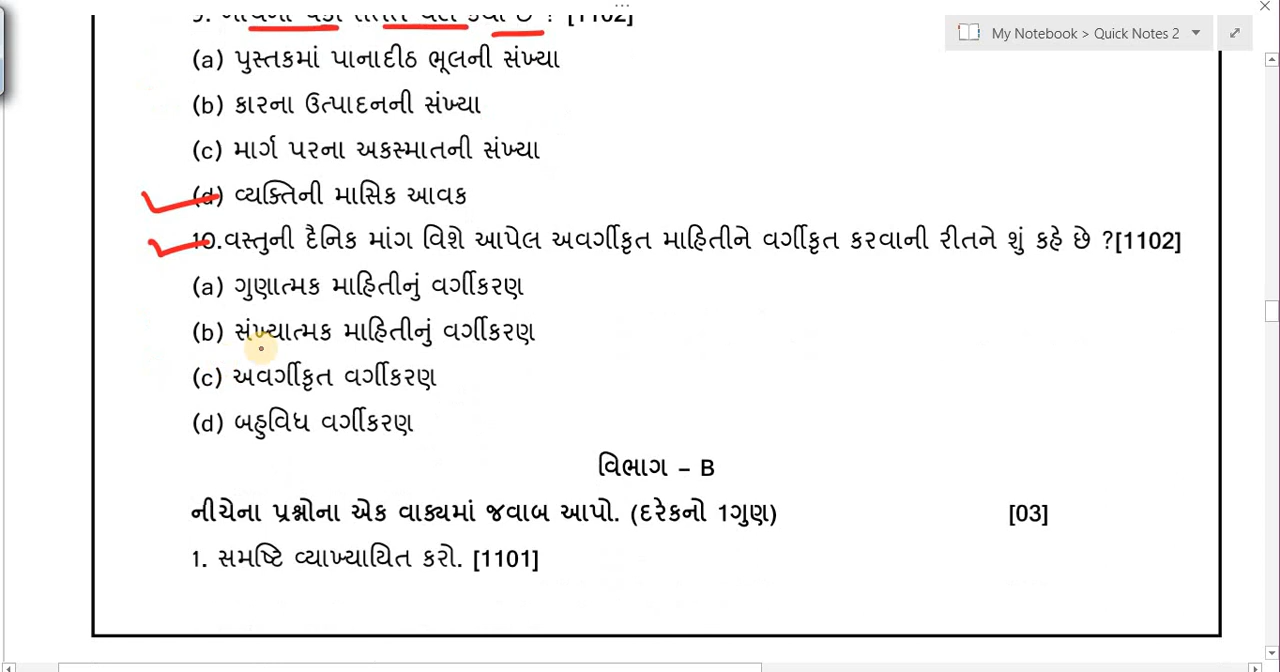 My Notebook > Quick Notes 2
[1102]
(a) પુસ્તકમાં પાનાદીઠ ભૂલની સંખ્યા
(b) કારના ઉત્પાદનની સંખ્યા
(c) માર્ગ પરના અકસ્માતની સંખ્યા
(d) વ્યક્તિની માસિક આવક
10.વસ્તુની દૈનિક માંગ વિશે આપેલ અવર્ગીકૃત માહિતીને વર્ગીકૃત કરવાની રીતને શું કહે છે ?[1102]
(a) ગુણાત્મક માહિતીનું વર્ગીકરણ
(b) સંખ્યાત્મક માહિતીનું વર્ગીકરણ
(c) અવર્ગીકૃત વર્ગીકરણ
(d) બહુવિધ વર્ગીકરણ
વિભાગ – B
નીચેના પ્રશ્નોના એક વાક્યમાં જવાબ આપો. (દરેકનો 1ગુણ) [03]
1. સમષ્ટિ વ્યાખ્યાયિત કરો. [1101]